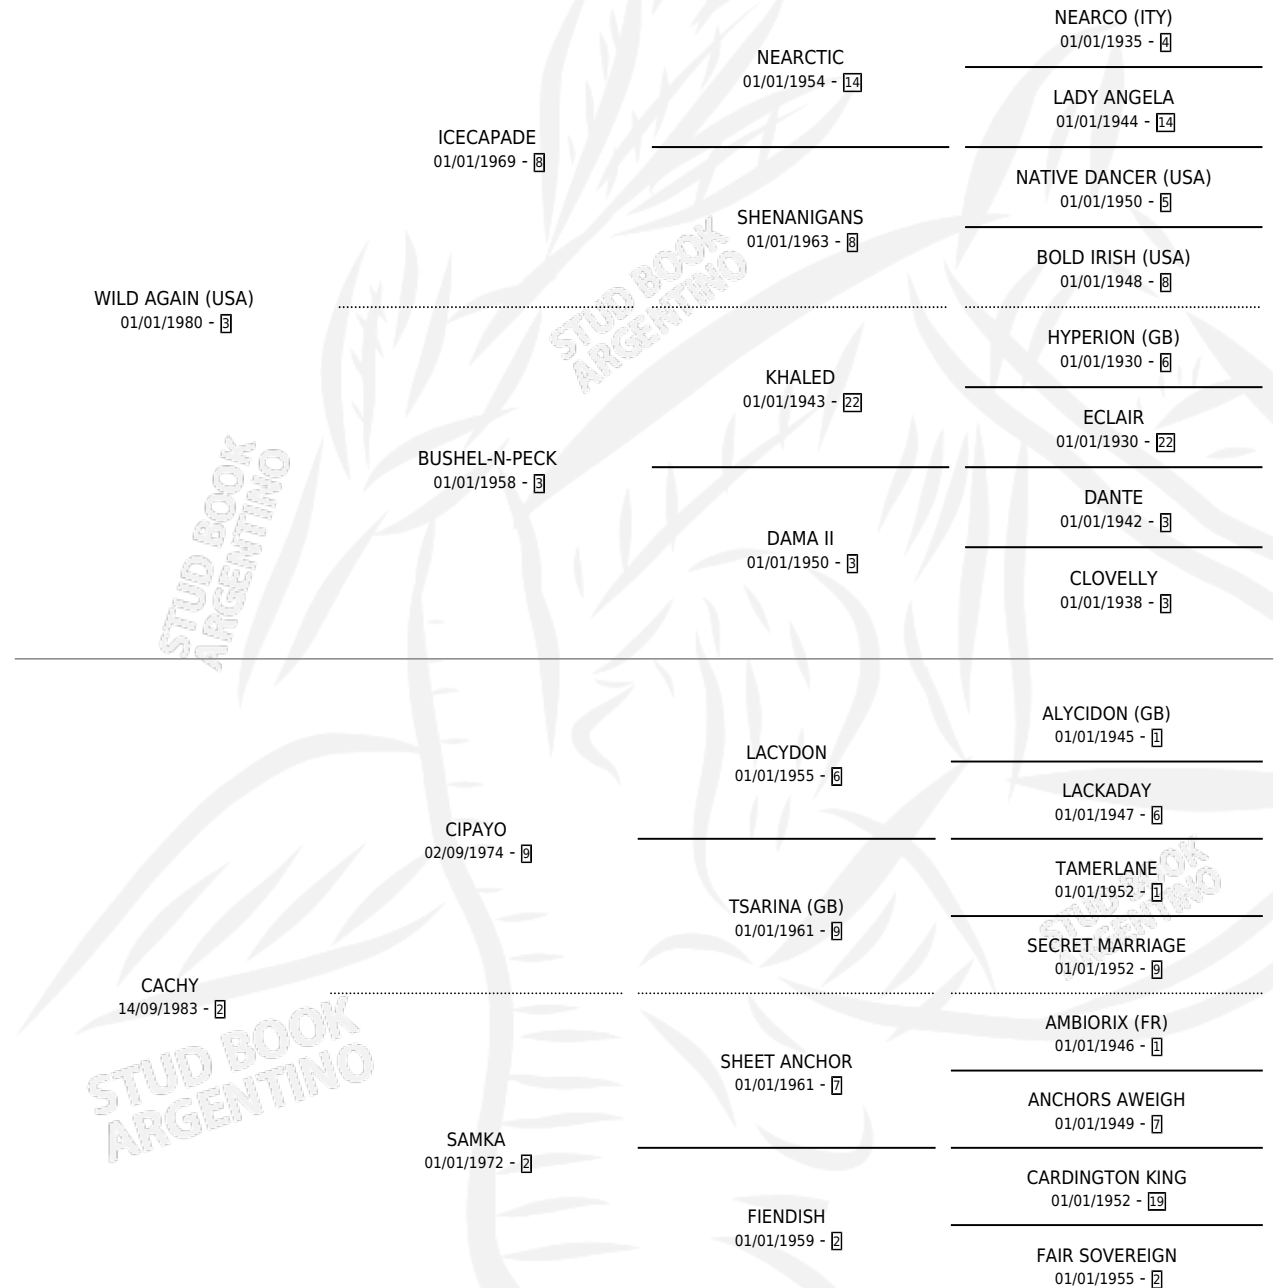 NEARCO (ITY)
01/01/1935 - 4
NEARCTIC
01/01/1954 - 14
LADY ANGELA
01/01/1944 - 14
ICECAPADE
01/01/1969 - 8
NATIVE DANCER (USA)
01/01/1950 - 5
SHENANIGANS
01/01/1963 - 8
BOLD IRISH (USA)
01/01/1948 - 8
WILD AGAIN (USA)
01/01/1980 - 3
HYPERION (GB)
01/01/1930 - 6
KHALED
01/01/1943 - 22
ECLAIR
01/01/1930 - 22
BUSHEL-N-PECK
01/01/1958 - 3
DANTE
01/01/1942 - 3
DAMA II
01/01/1950 - 3
CLOVELLY
01/01/1938 - 3
ALYCIDON (GB)
01/01/1945 - 1
LACYDON
01/01/1955 - 6
LACKADAY
01/01/1947 - 6
CIPAYO
02/09/1974 - 9
TAMERLANE
01/01/1952 - 1
TSARINA (GB)
01/01/1961 - 9
SECRET MARRIAGE
01/01/1952 - 9
CACHY
14/09/1983 - 2
AMBIORIX (FR)
01/01/1946 - 1
SHEET ANCHOR
01/01/1961 - 7
ANCHORS AWEIGH
01/01/1949 - 7
SAMKA
01/01/1972 - 2
CARDINGTON KING
01/01/1952 - 19
FIENDISH
01/01/1959 - 2
FAIR SOVEREIGN
01/01/1955 - 2
STUD BOOK
ARGENTINO
STUD BOOK
ARGENTINO
STUD BOOK
ARGENTINO
STUD BOOK
ARGENTINO